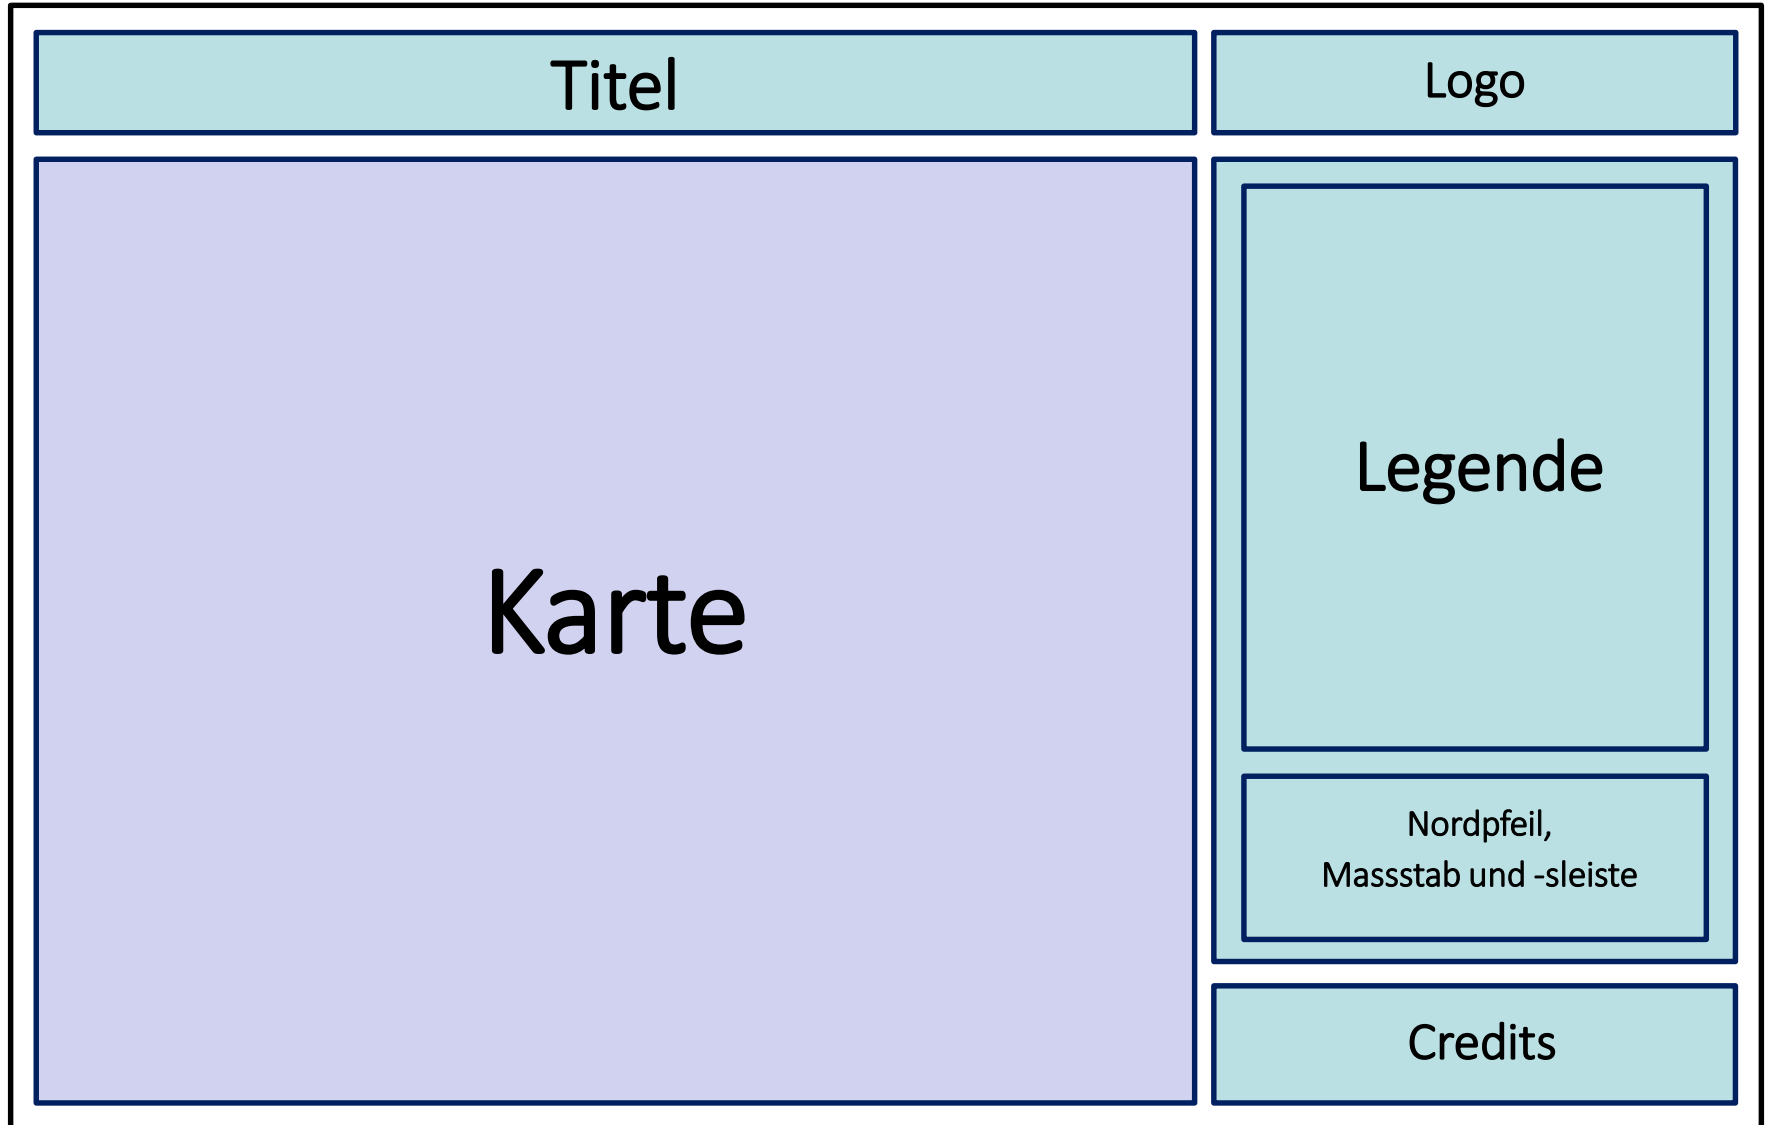 Titel
Logo
Karte
Legende
Nordpfeil,
Massstab und -sleiste
Credits